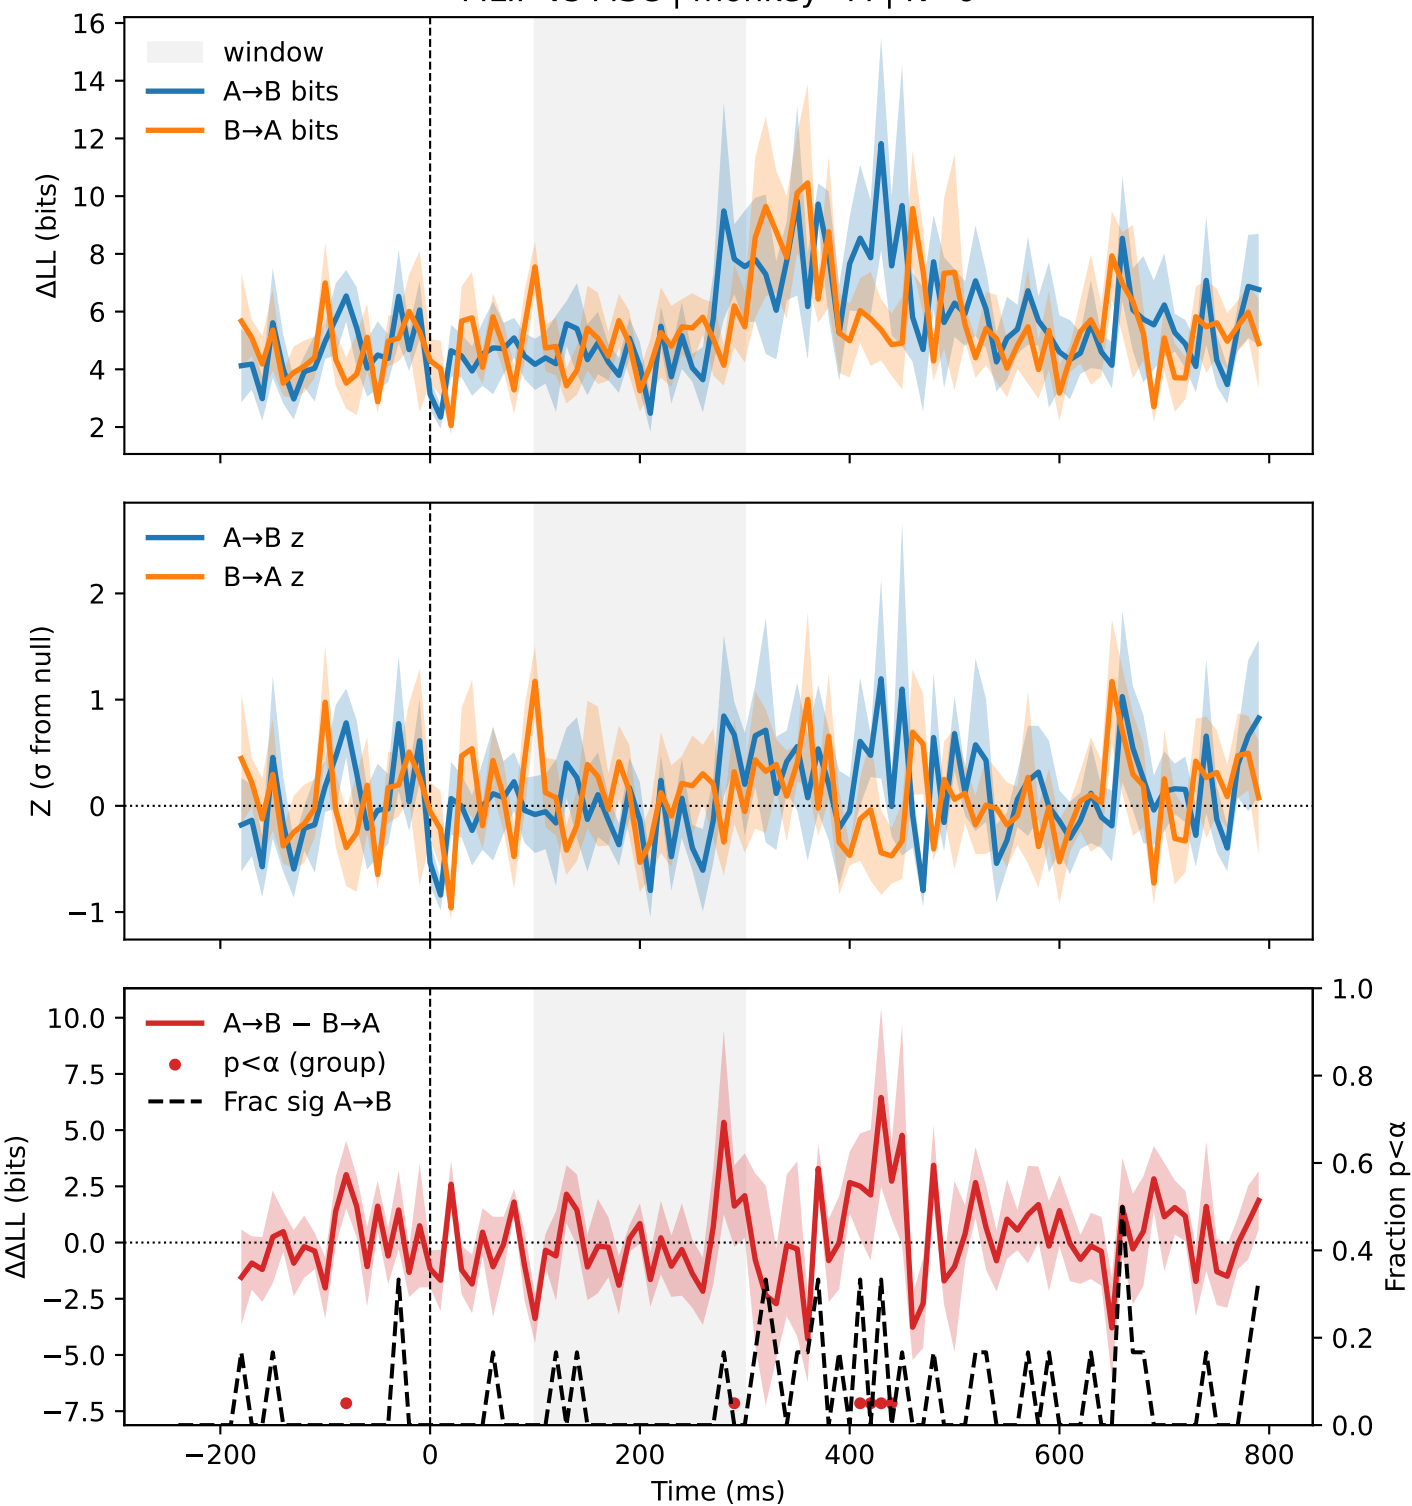 16
14
12
10
8
6
4
2
ΔLL (bits)
window
A→B bits
B→A bits
2
1
0
−1
Z (σ from null)
A→B z
B→A z
10.0
7.5
5.0
2.5
0.0
−2.5
−5.0
−7.5
ΔΔLL (bits)
A→B − B→A
p<α (group)
Frac sig A→B
1.0
0.8
0.6
0.4
0.2
0.0
Fraction p<α
−200 0 200 400 600 800
Time (ms)